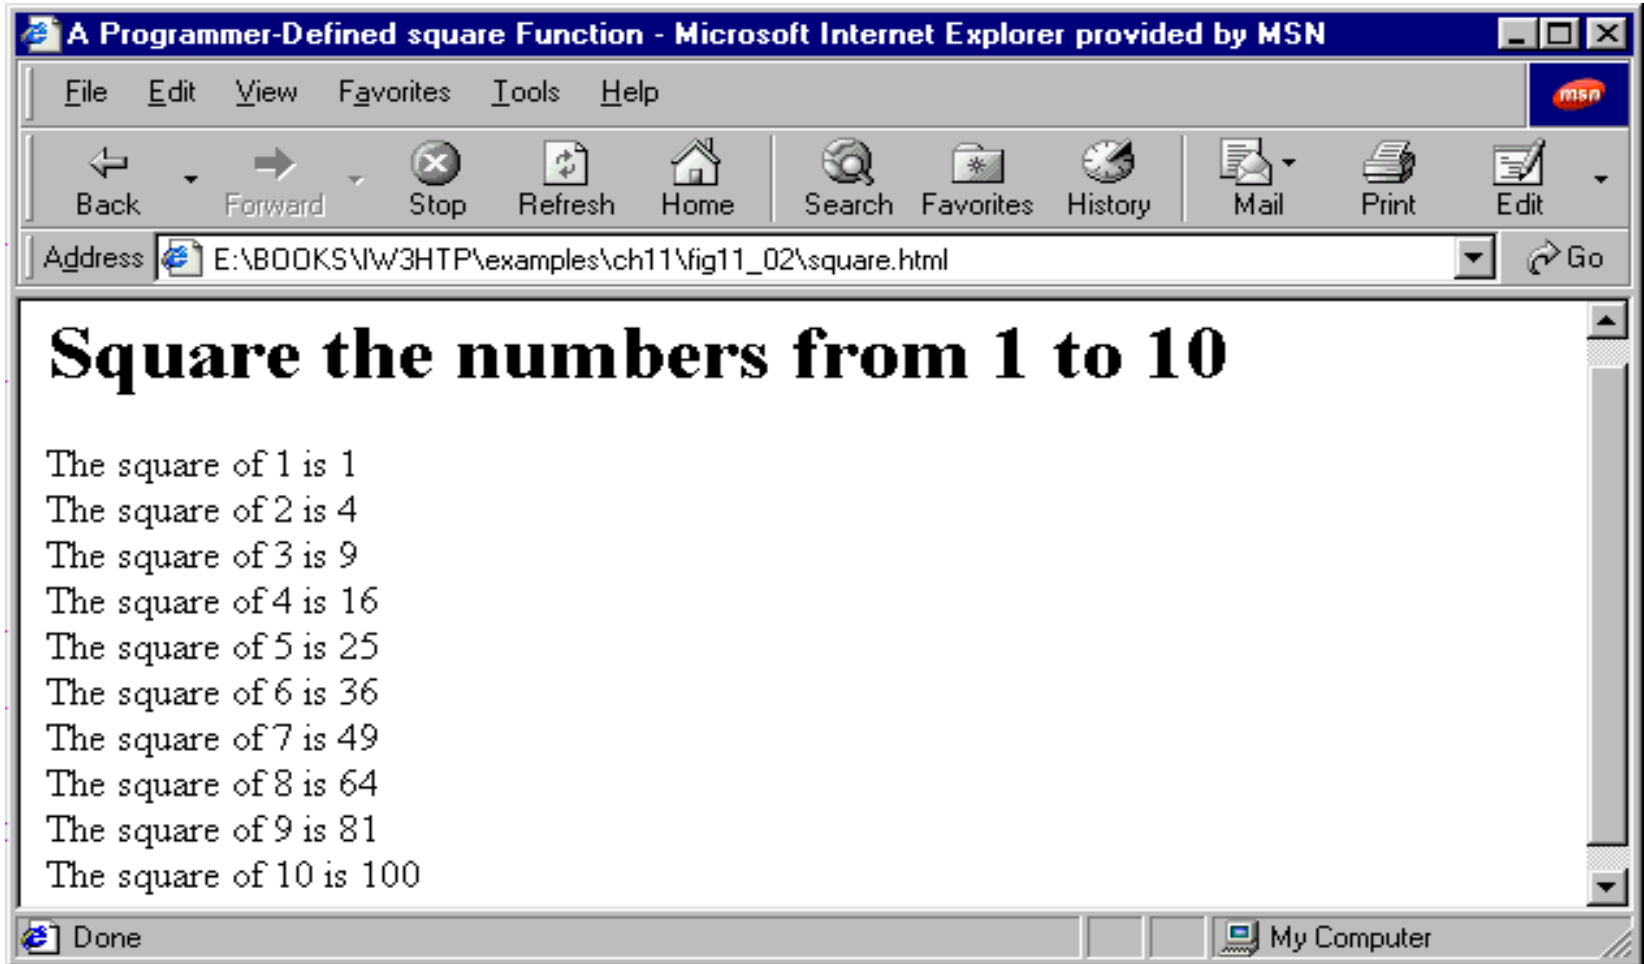 A Programmer-Defined square Function - Microsoft Internet Explorer provided by MSN
File Edit View Favorites Tools Help
msn
Back Forward Stop Refresh Home Search Favorites History Mail Print Edit
Address E:\BOOKS\IW3HTP\examples\ch11\fig11_02\square.html Go
Square the numbers from 1 to 10
The square of 1 is 1
The square of 2 is 4
The square of 3 is 9
The square of 4 is 16
The square of 5 is 25
The square of 6 is 36
The square of 7 is 49
The square of 8 is 64
The square of 9 is 81
The square of 10 is 100
Done My Computer